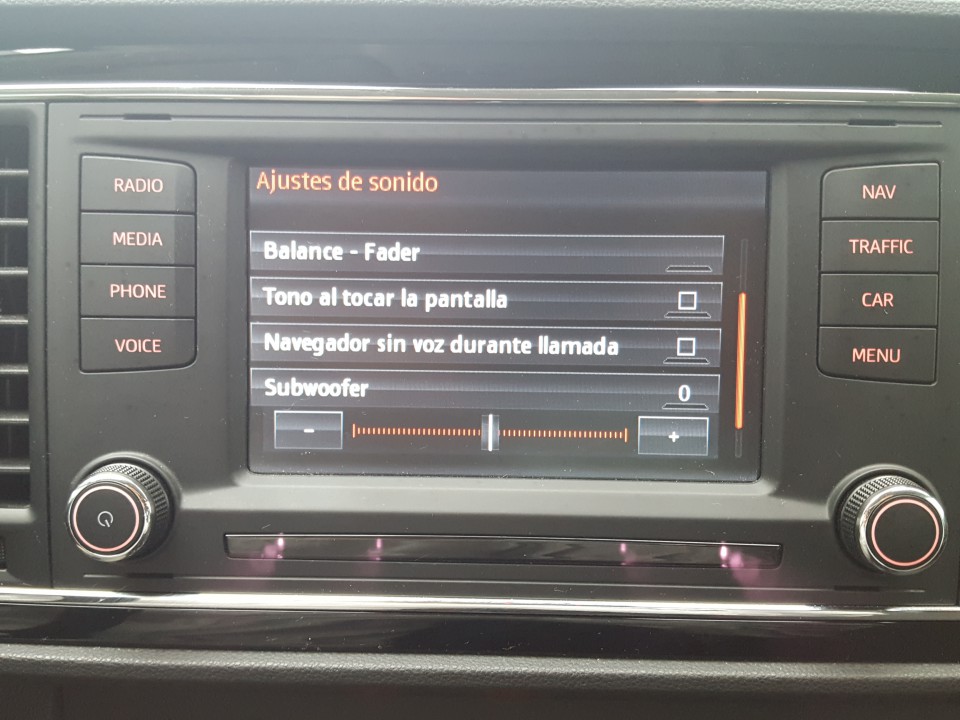 Ajustes de sonido
RADIO
MEDIA
PHONE
VOICE
Balance - Fader
Tono al tocar la pantalla
Navegador sin voz durante llamada
Subwoofer 0
- +
NAV
TRAFFIC
CAR
MENU